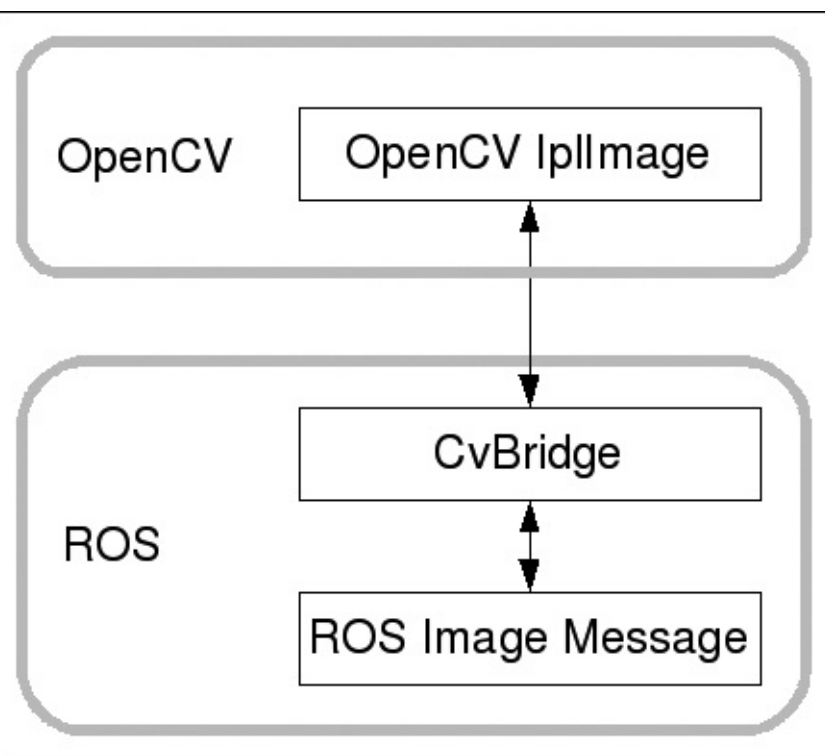 OpenCV
OpenCV IplImage
CvBridge
ROS
ROS Image Message